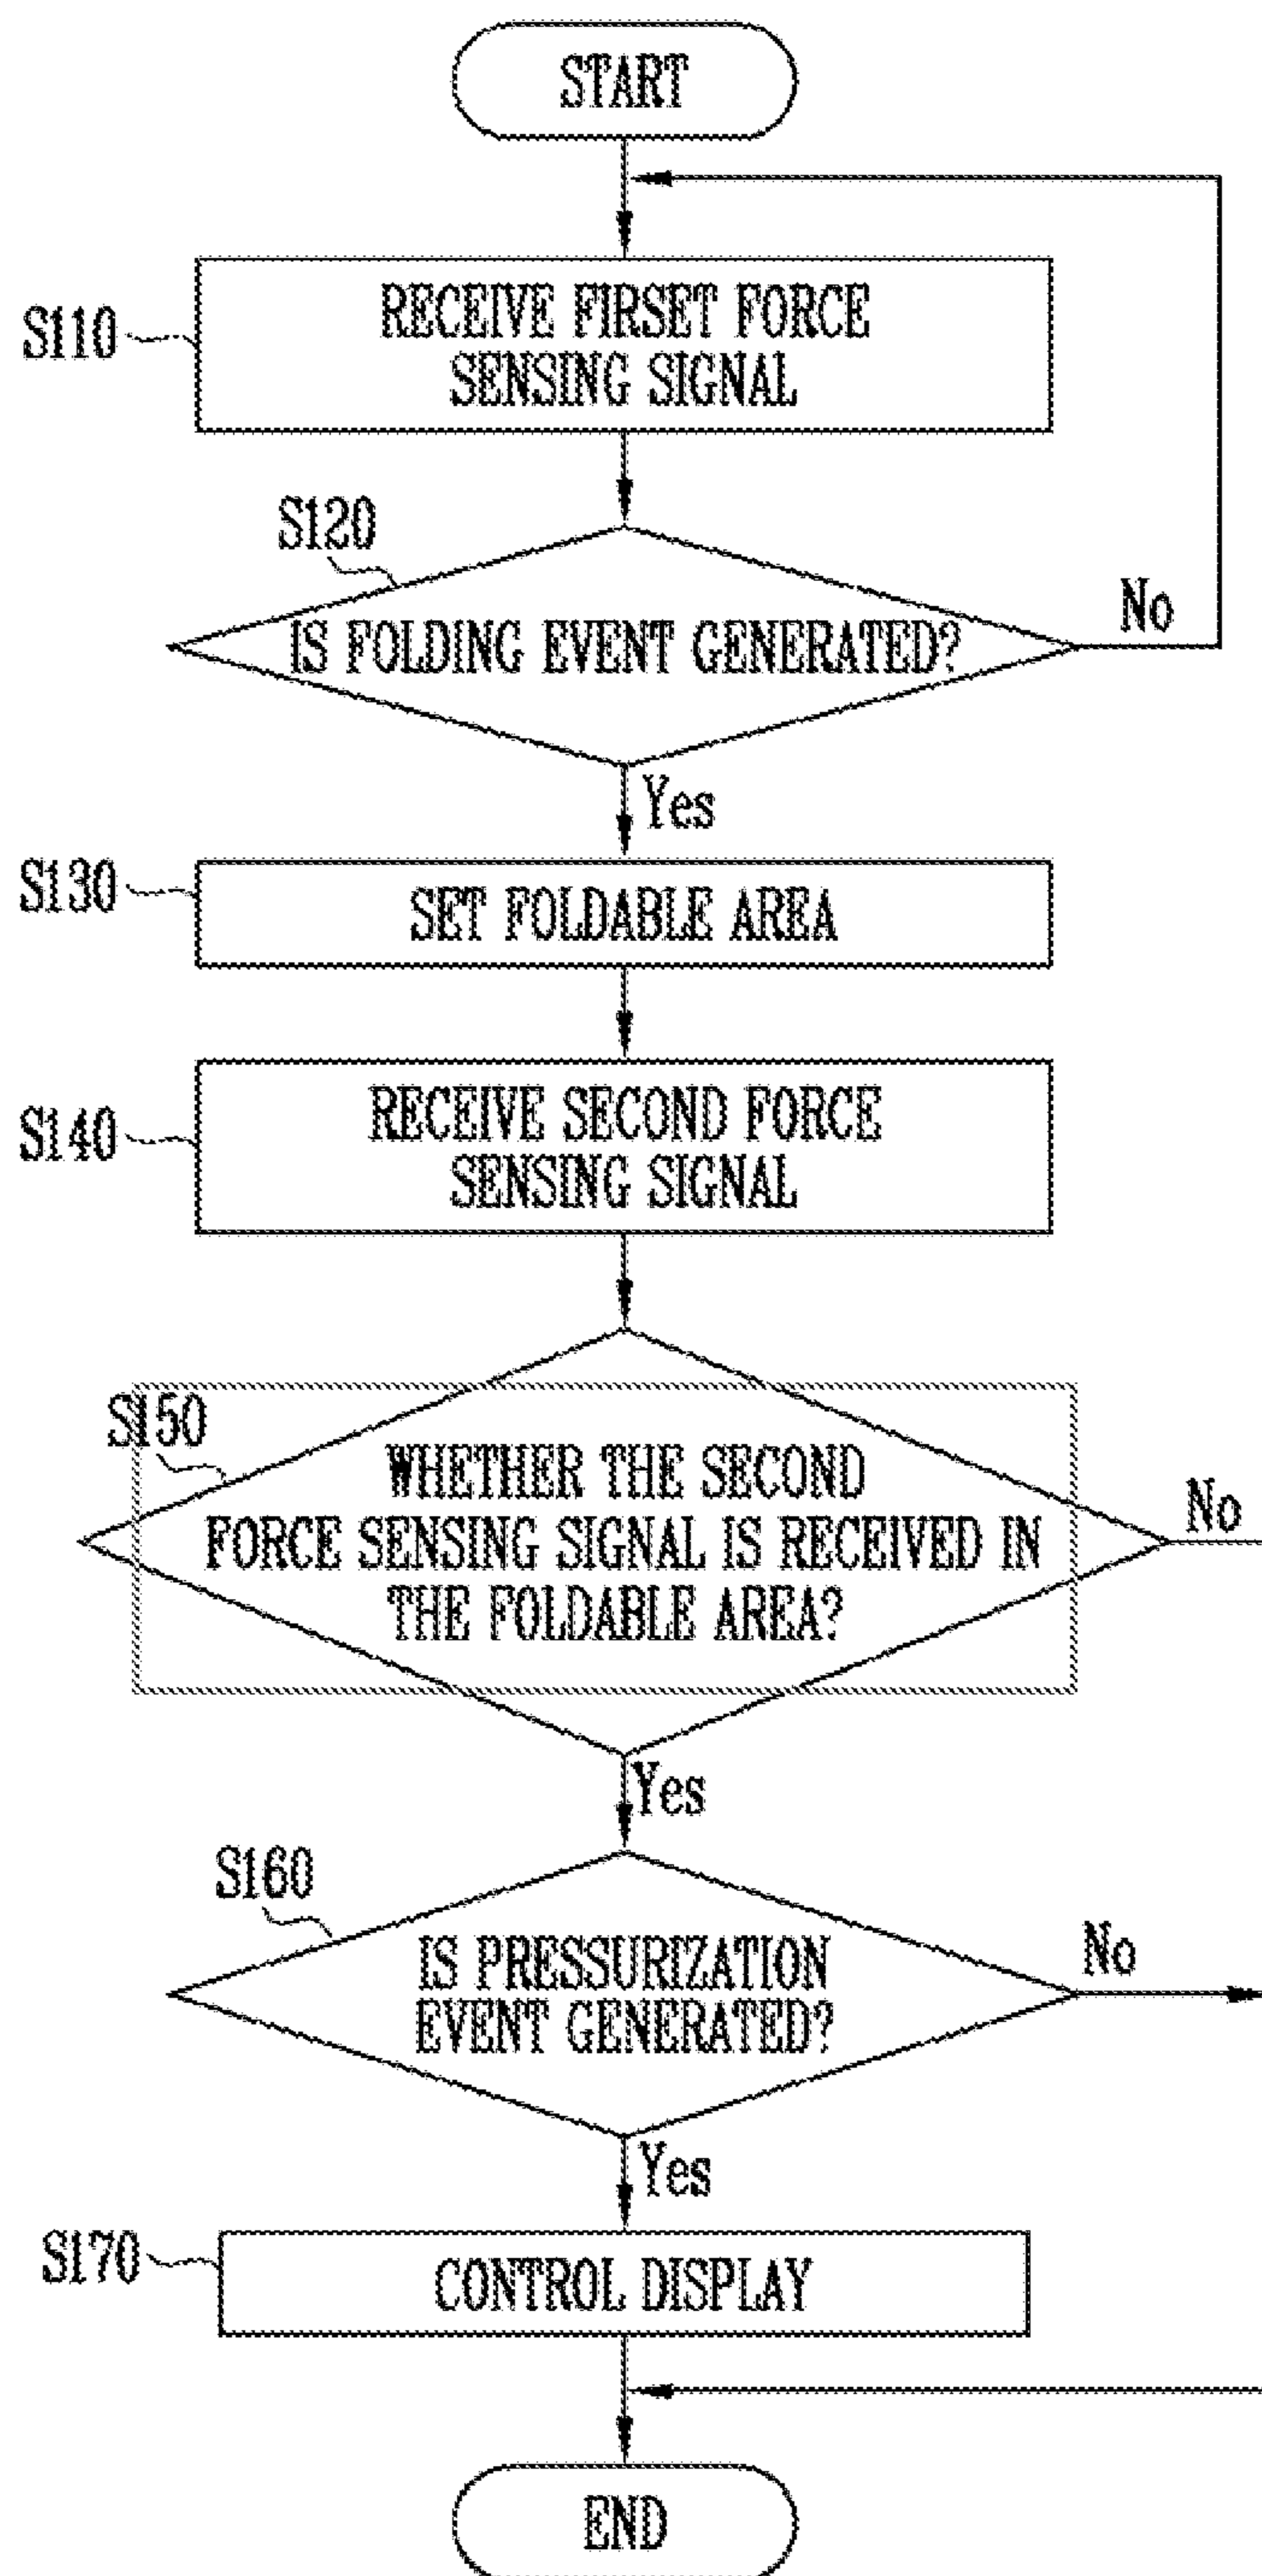 START
S110
RECEIVE FIRSET FORCE
SENSING SIGNAL
S120
IS FOLDING EVENT GENERATED?
No
Yes
S130
SET FOLDABLE AREA
S140
RECEIVE SECOND FORCE
SENSING SIGNAL
S150
WHETHER THE SECOND
FORCE SENSING SIGNAL IS RECEIVED IN
THE FOLDABLE AREA?
No
Yes
S160
IS PRESSURIZATION
EVENT GENERATED?
No
Yes
S170
CONTROL DISPLAY
END